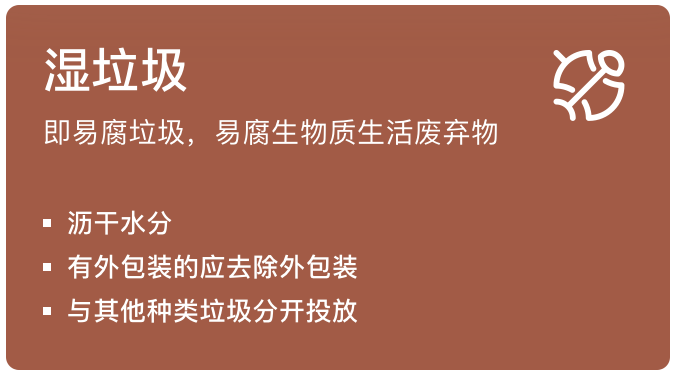 湿垃圾
即易腐垃圾，易腐生物质生活废弃物
沥干水分
有外包装的应去除外包装
与其他种类垃圾分开投放